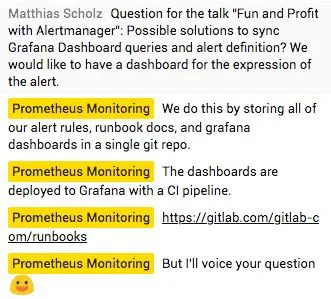 Matthias Scholz Question for the talk "Fun and Profit
with Alertmanager": Possible solutions to sync
Grafana Dashboard queries and alert definition? We
would like to have a dashboard for the expression of
the alert.
Prometheus Monitoring We do this by storing all
of our alert rules, runbook docs, and grafana
dashboards in a single git repo.
Prometheus Monitoring The dashboards are
deployed to Grafana with a CI pipeline.
Prometheus Monitoring https://gitlab.com/gitlab-c
om/runbooks
Prometheus Monitoring But I'll voice your question
😃